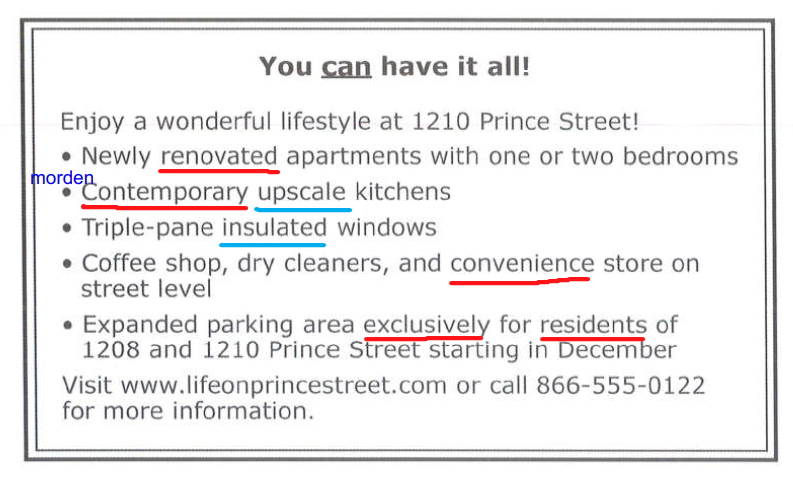 You can have it all!
Enjoy a wonderful lifestyle at 1210 Prince Street!
• Newly renovated apartments with one or two bedrooms
morden
• Contemporary upscale kitchens
• Triple-pane insulated windows
• Coffee shop, dry cleaners, and convenience store on
street level
• Expanded parking area exclusively for residents of
1208 and 1210 Prince Street starting in December
Visit www.lifeonprincestreet.com or call 866-555-0122
for more information.